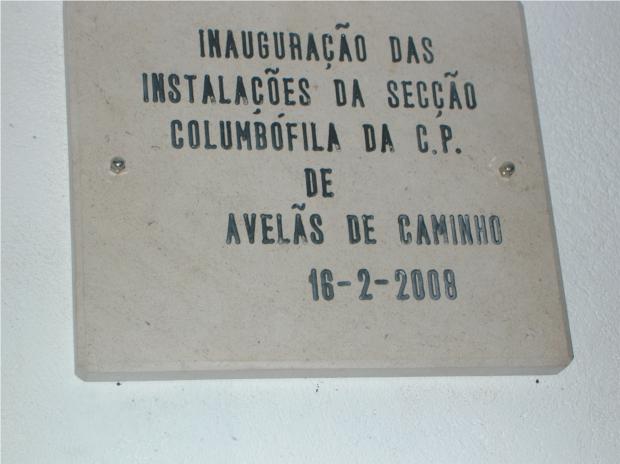 INAUGURAÇÃO DAS
INSTALAÇÕES DA SECÇÃO
COLUMBÓFILA DA C.P.
DE
AVELÃS DE CAMINHO
16-2-2008